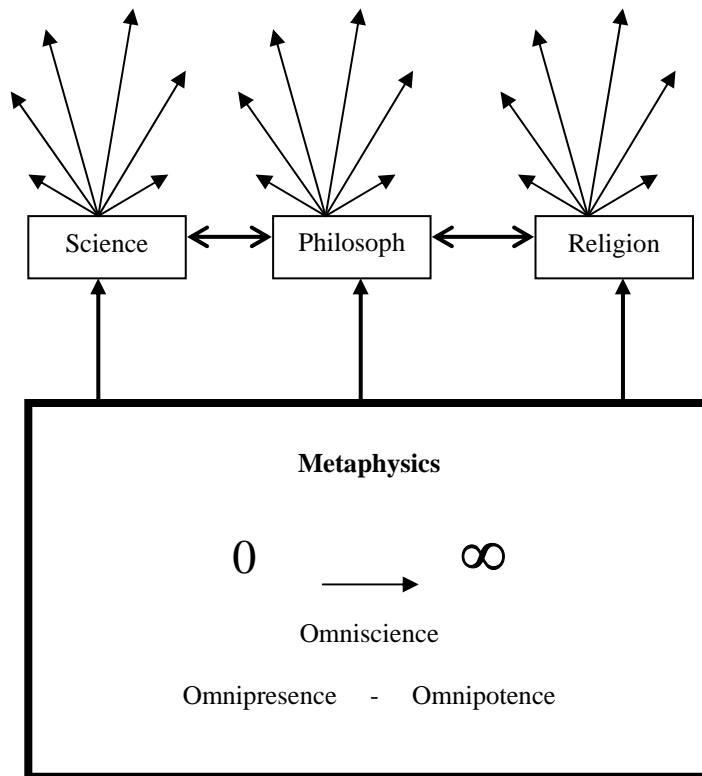 Science Philosoph Religion
Metaphysics
0 ∞
Omniscience
Omnipresence - Omnipotence